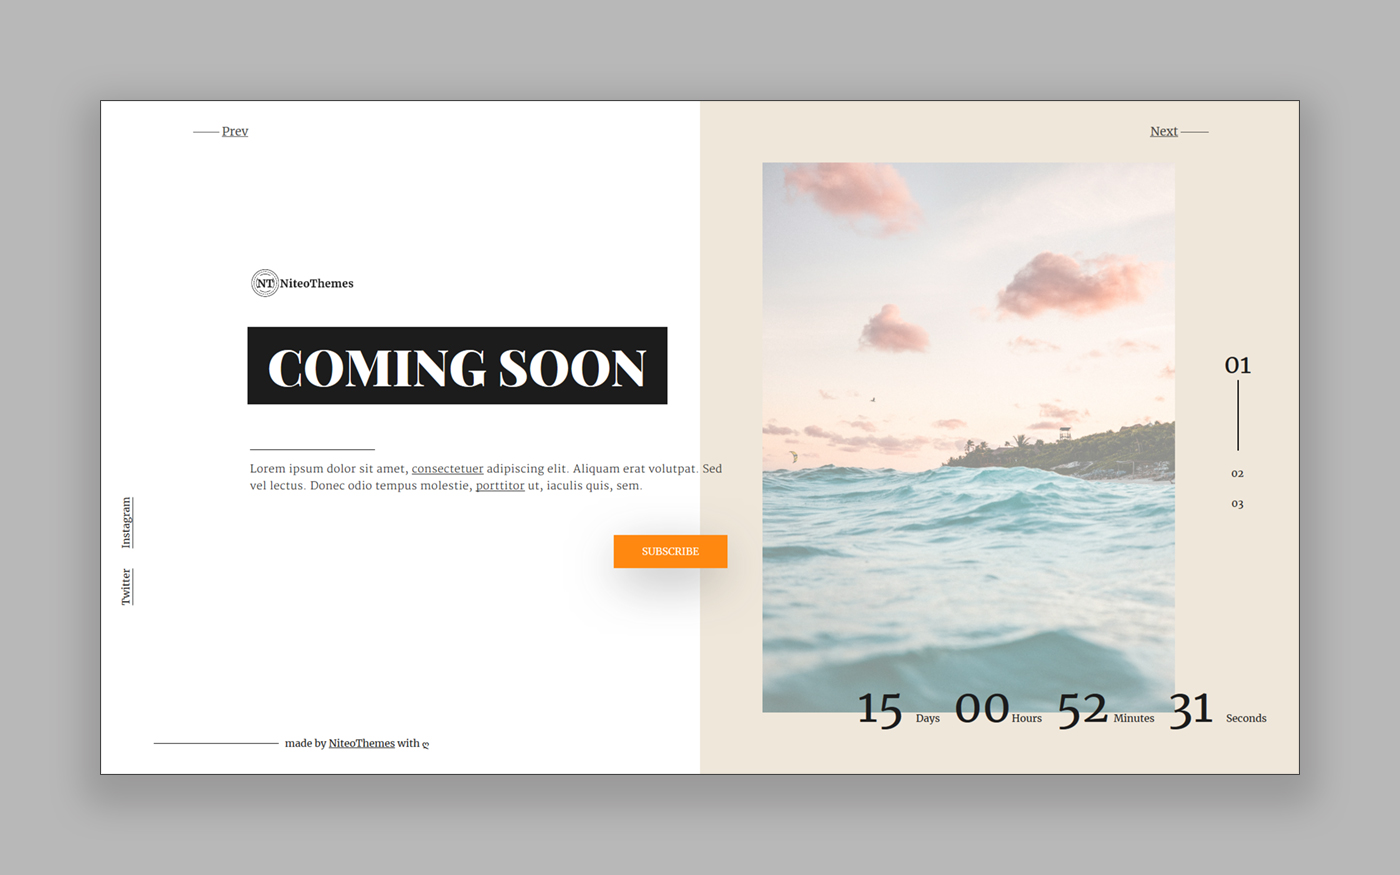 Prev
Next
NT NiteoThemes
COMING SOON
Lorem ipsum dolor sit amet, consectetuer adipiscing elit. Aliquam erat volutpat. Sed
vel lectus. Donec odio tempus molestie, porttitor ut, iaculis quis, sem.
SUBSCRIBE
Instagram
Twitter
01
02
03
15 Days 00 Hours 52 Minutes 31 Seconds
made by NiteoThemes with ღ